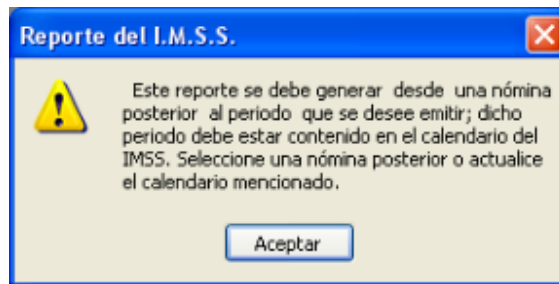 Reporte del I.M.S.S.
Este reporte se debe generar desde una nómina
posterior al periodo que se desee emitir; dicho
periodo debe estar contenido en el calendario del
IMSS. Seleccione una nómina posterior o actualice
el calendario mencionado.
Aceptar